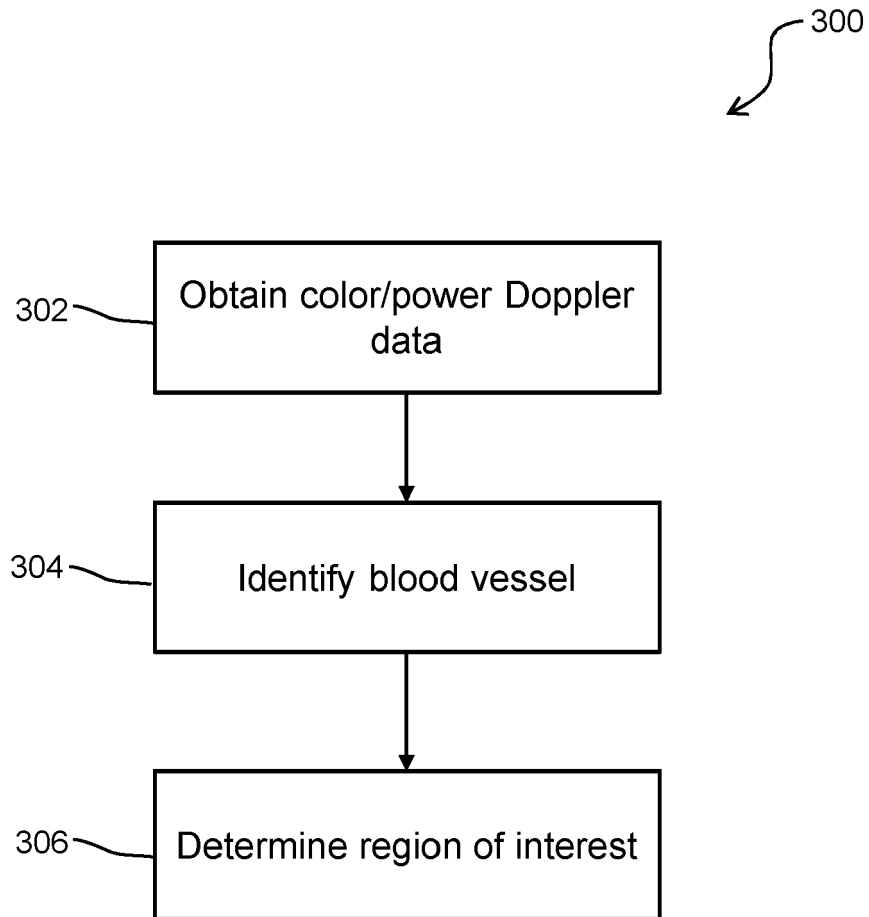 300
302
Obtain color/power Doppler
data
304
Identify blood vessel
306
Determine region of interest